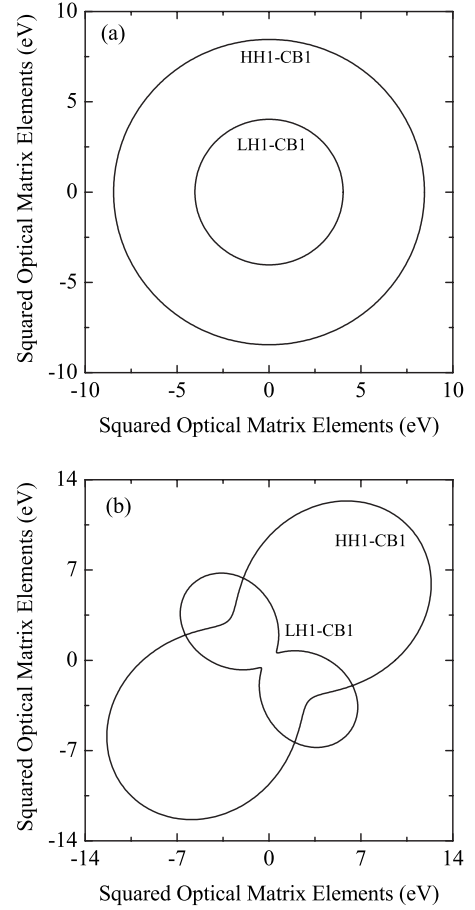 (a)
HH1-CB1
LH1-CB1
Squared Optical Matrix Elements (eV)
10
5
0
-5
-10
-10 -5 0 5 10
Squared Optical Matrix Elements (eV)
(b)
HH1-CB1
LH1-CB1
Squared Optical Matrix Elements (eV)
14
7
0
-7
-14
-14 -7 0 7 14
Squared Optical Matrix Elements (eV)